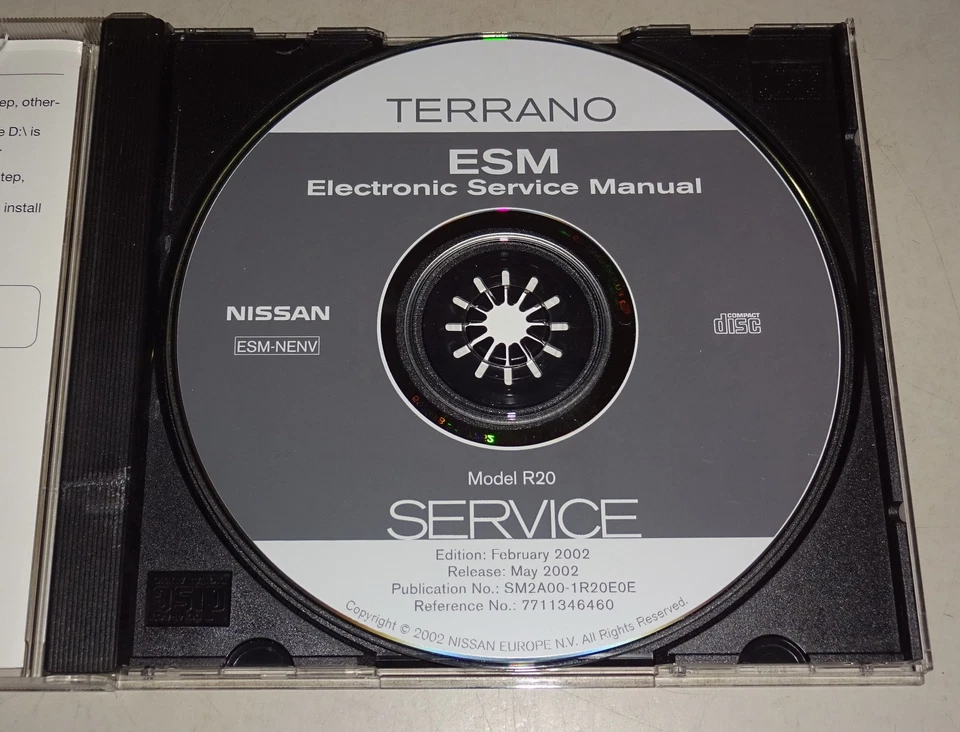 ep, other-
e D:\ is
tep,
install
TERRANO
ESM
Electronic Service Manual
NISSAN
ESM-NENV
COMPACT
disc
Model R20
SERVICE
Edition: February 2002
Release: May 2002
Publication No.: SM2A00-1R20E0E
Reference No.: 7711346460
Copyright © 2002 NISSAN EUROPE N.V. All Rights Reserved.